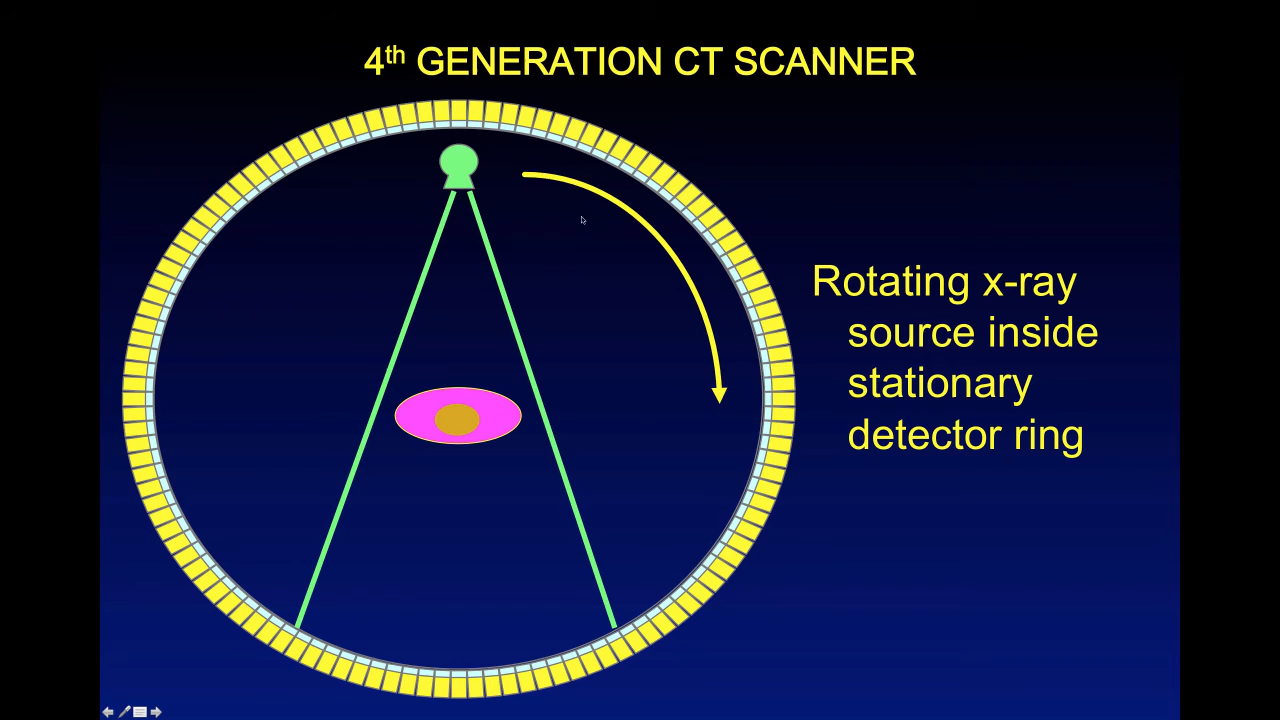 4th GENERATION CT SCANNER
Rotating x-ray
source inside
stationary
detector ring